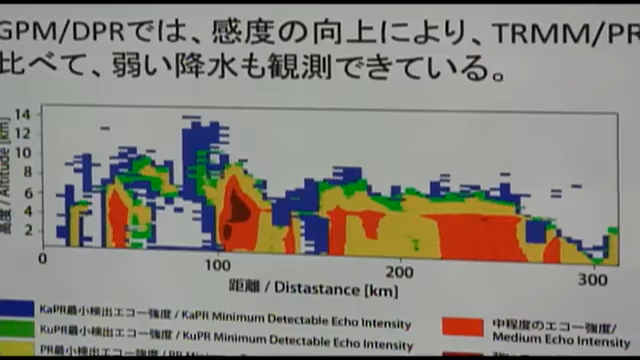 GPM/DPRでは、感度の向上により、TRMM/PR
比べて、弱い降水も観測できている。
14
12
10
8
6
4
2
高度 / Altitude [km]
0
100
200
300
距離 / Distastance [km]
KaPR最小検出エコー強度 / KaPR Minimum Detectable Echo Intensity
KuPR最小検出エコー強度 / KuPR Minimum Detectable Echo Intensity
PR最小検出エコー強度
中程度のエコー強度/
Medium Echo Intensity